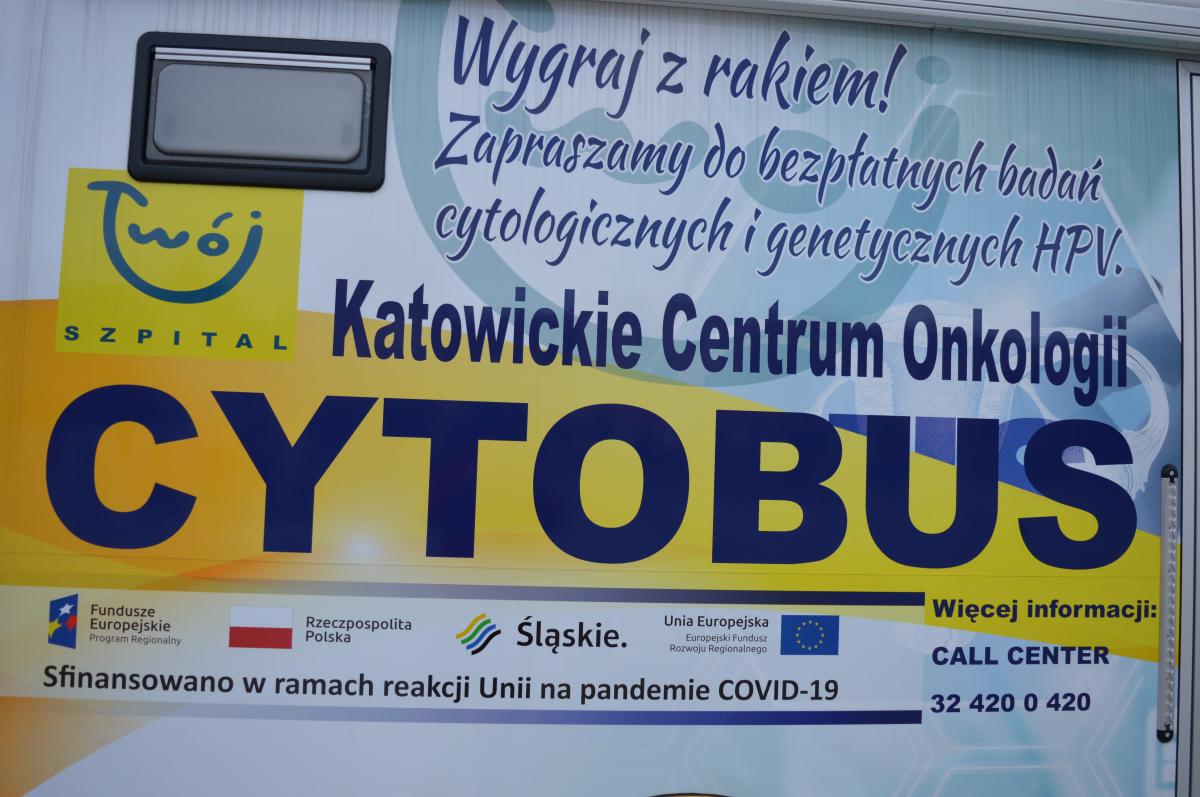 Wygraj z rakiem!
Zapraszamy do bezpłatnych badań
cytologicznych i genetycznych HPV.
Twój
SZPITAL
Katowickie Centrum Onkologii
CYTOBUS
Fundusze
Europejskie
Program Regionalny
Rzeczpospolita
Polska
Śląskie.
Unia Europejska
Europejski Fundusz
Rozwoju Regionalnego
Sfinansowano w ramach reakcji Unii na pandemie COVID-19
Więcej informacji:
CALL CENTER
32 420 0 420